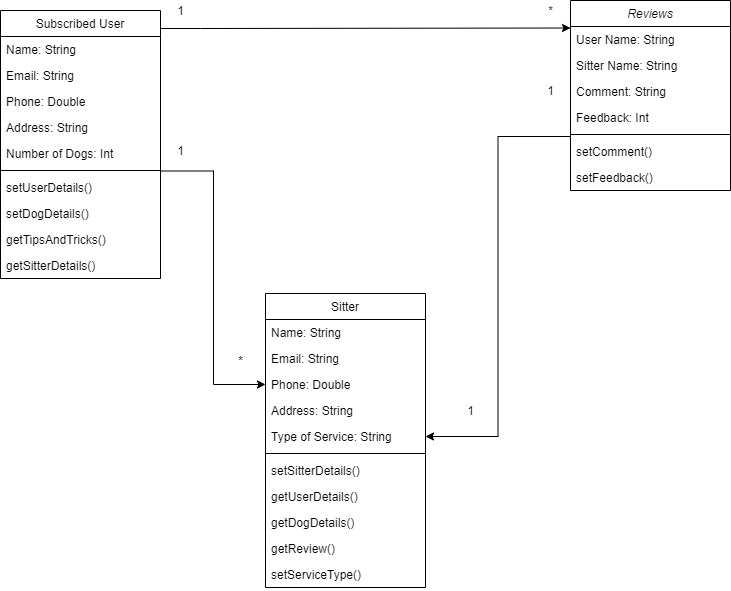 Subscribed User
Name: String
Email: String
Phone: Double
Address: String
Number of Dogs: Int
setUserDetails()
setDogDetails()
getTipsAndTricks()
getSitterDetails()
1
*
1
Reviews
User Name: String
Sitter Name: String
Comment: String
Feedback: Int
setComment()
setFeedback()
1
*
1
Sitter
Name: String
Email: String
Phone: Double
Address: String
Type of Service: String
setSitterDetails()
getUserDetails()
getDogDetails()
getReview()
setServiceType()